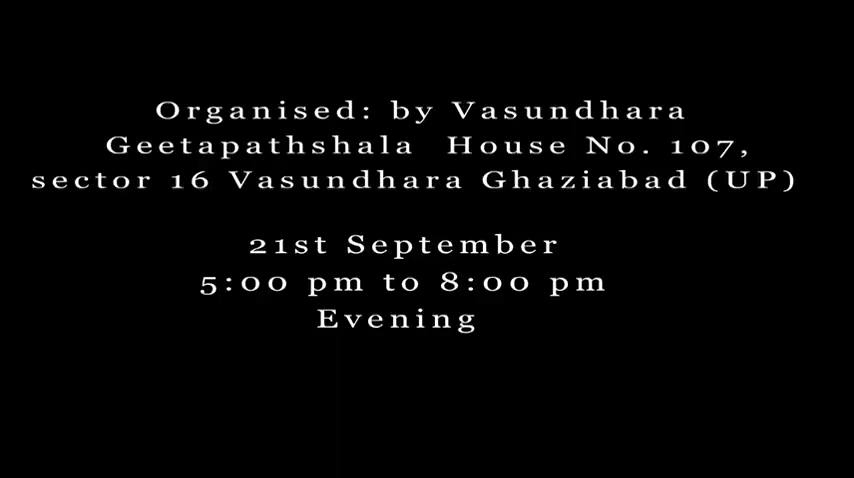 Organised: by Vasundhara
Geetapathshala House No. 107,
sector 16 Vasundhara Ghaziabad (UP)
21st September
5:00 pm to 8:00 pm
Evening